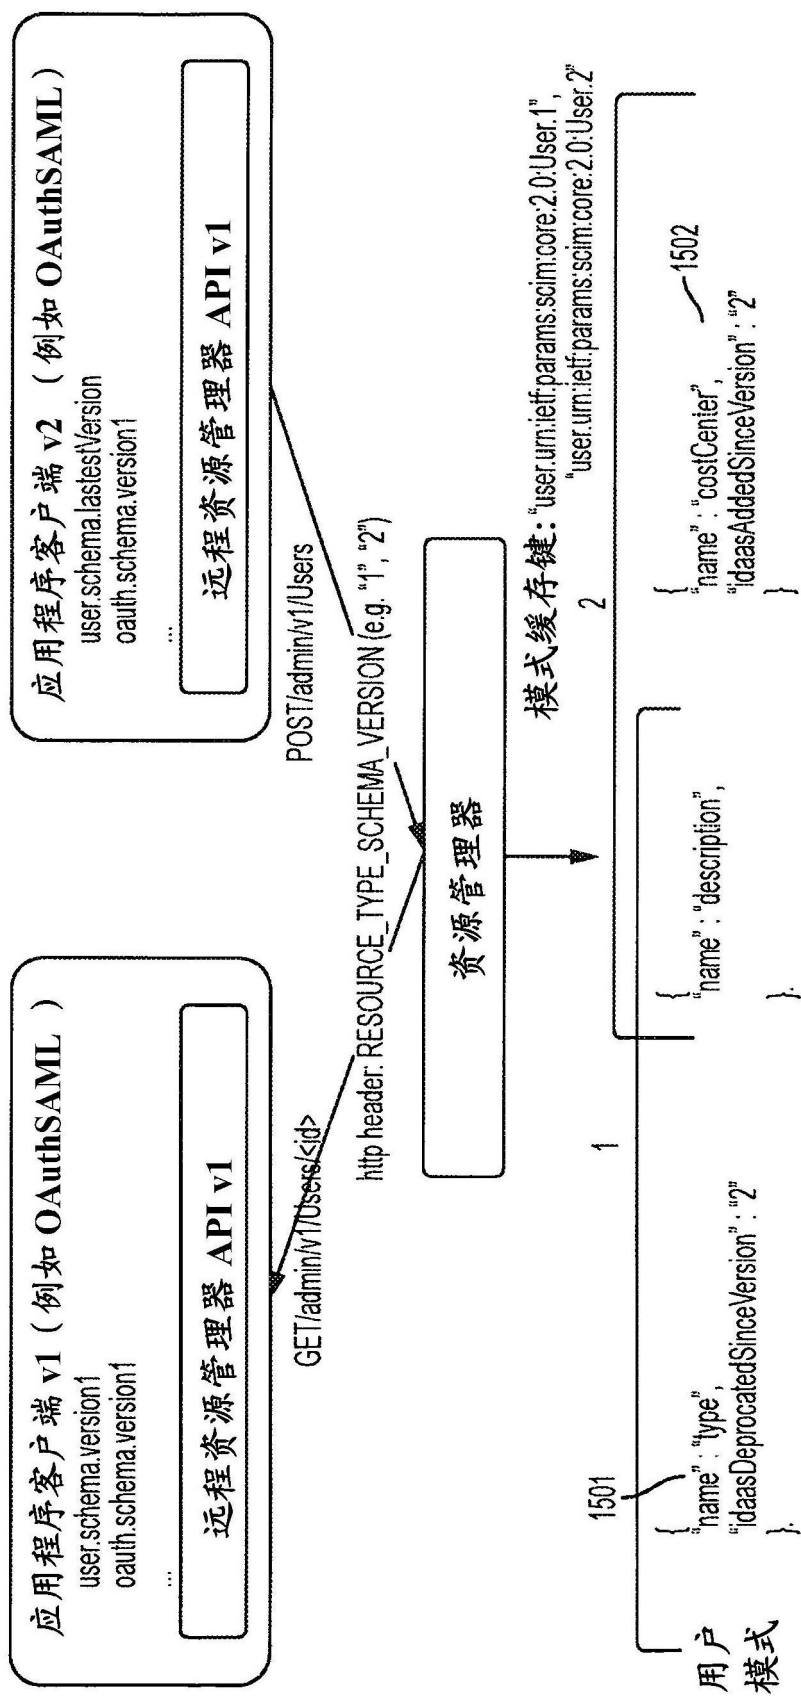 应用程序客户端 v1（例如 OAuthSAML ）
user.schema.version1
oauth.schema.version1
...
远程资源管理器 API v1
应用程序客户端 v2 （例如 OAuthSAML ）
user.schema.lastestVersion
oauth.schema.version1
...
远程资源管理器 API v1
GET/admin/v1/Users/<id>
POST/admin/v1/Users
http header: RESOURCE_TYPE_SCHEMA_VERSION (e.g. “1”, “2”)
资源管理器
模式缓存键: “user.urn:ietf:params:scim:core:2.0:User.1”,
“user.urn:ietf:params:scim:core:2.0:User.2”
1
2
用户
模式
1501
{
“name” : “type”,
“idaasDeprocatedSinceVersion” : “2”
},
{
“name” : “description”,
},
1502
{
“name” : “costCenter”,
“idaasAddedSinceVersion” : “2”
}